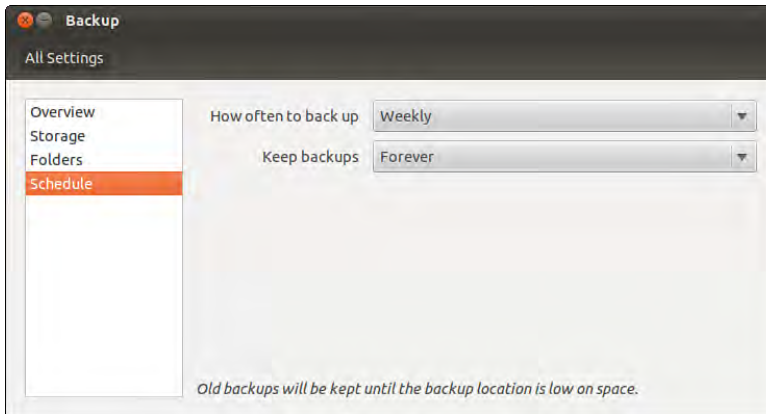 Backup
All Settings
Overview
Storage
Folders
Schedule
How often to back up Weekly
Keep backups Forever
Old backups will be kept until the backup location is low on space.